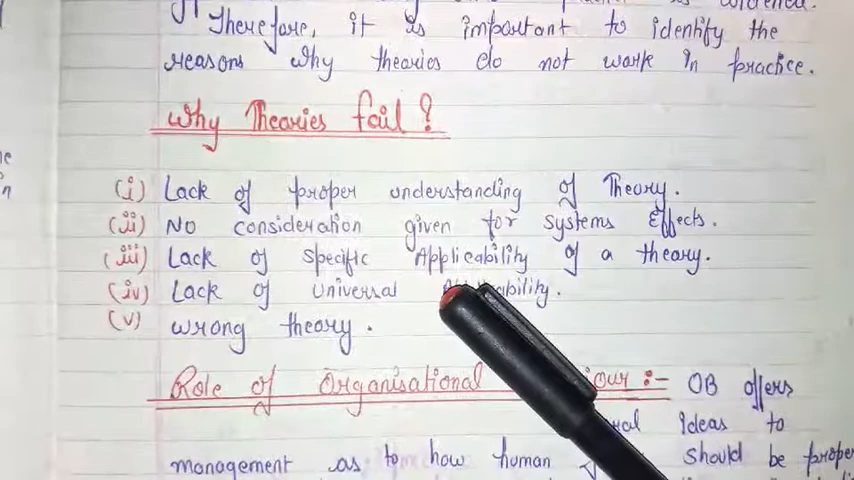 Therefore, it is important to identify the
reasons why theories do not work in practice.
Why Theories fail?
(i) Lack of proper understanding of Theory.
(ii) No consideration given for systems Effects.
(iii) Lack of specific Applicability of a theory.
(iv) Lack of universal
(v) wrong theory.
Role of Organisational :- OB offers
ideas to
management as to how human should be